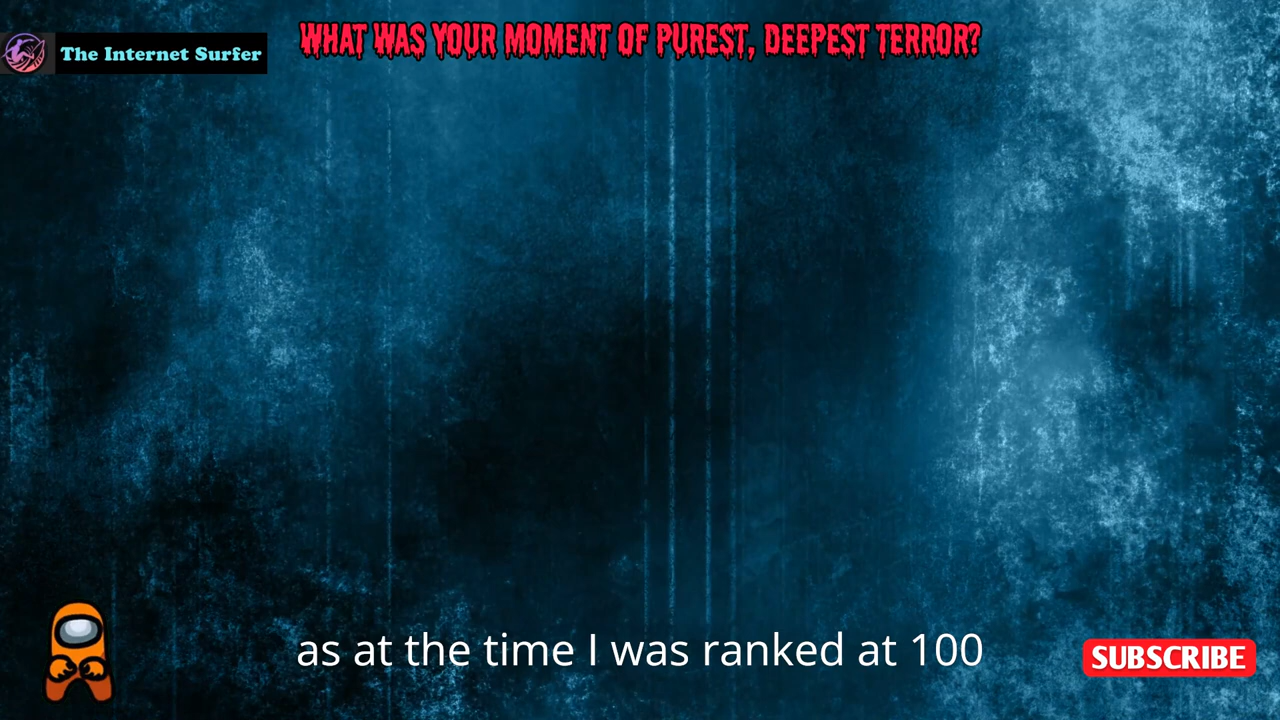 The Internet Surfer
WHAT WAS YOUR MOMENT OF PUREST, DEEPEST TERROR?
as at the time I was ranked at 100
SUBSCRIBE